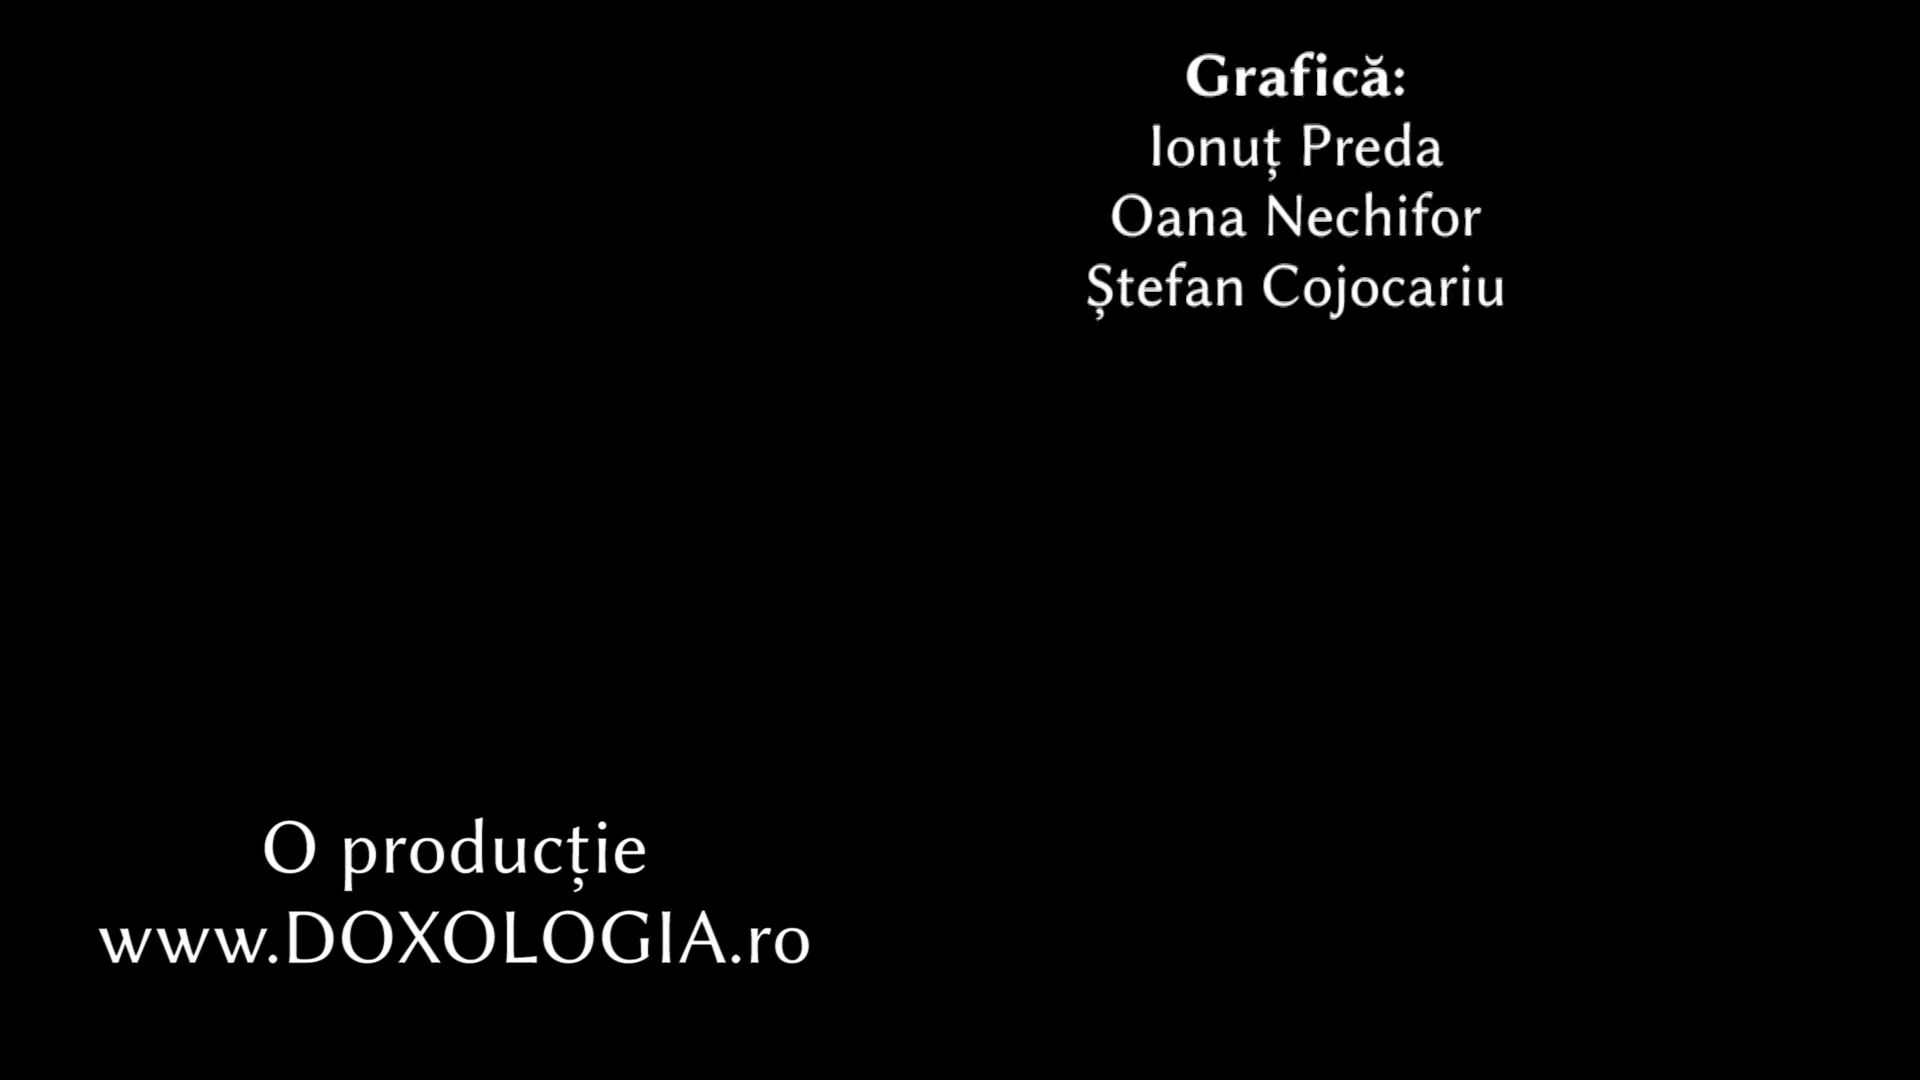 Grafică:
Ionuț Preda
Oana Nechifor
Ștefan Cojocariu
O producție
www.DOXOLOGIA.ro